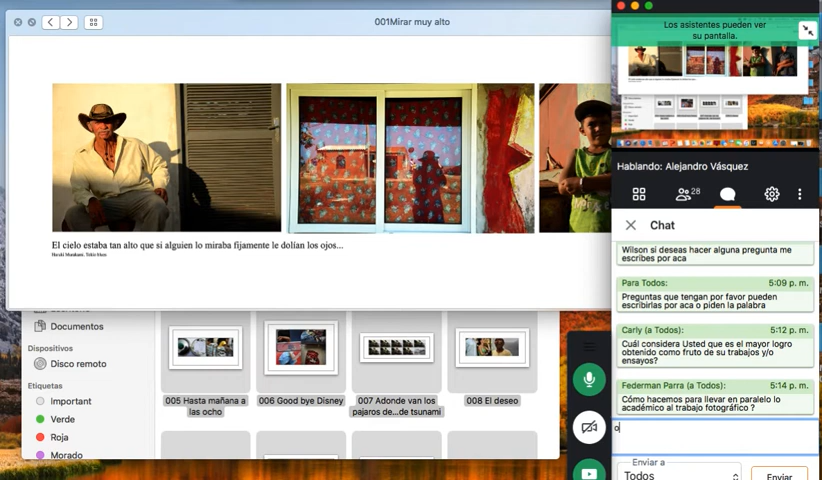 001Mirar muy alto
El cielo estaba tan alto que si alguien lo miraba fijamente le dolían los ojos...
Documentos
Dispositivos
Disco remoto
Etiquetas
Important
Verde
Roja
Morado
005 Hasta mañana a
las ocho
006 Good bye Disney
007 Adonde van los
pajaros de...de tsunami
008 El deseo
Los asistentes pueden ver
su pantalla.
Hablando: Alejandro Vásquez
28
Chat
Wilson si deseas hacer alguna pregunta me
escribes por aca
Para Todos: 5:09 p. m.
Preguntas que tengan por favor pueden
escribirlas por aca o piden la palabra
Carly (a Todos): 5:12 p. m.
Cuál considera Usted que es el mayor logro
obtenido como fruto de su trabajos y/o
ensayos?
Federman Parra (a Todos): 5:14 p. m.
Cómo hacemos para llevar en paralelo lo
académico al trabajo fotográfico ?
o
Enviar a
Todos
Enviar